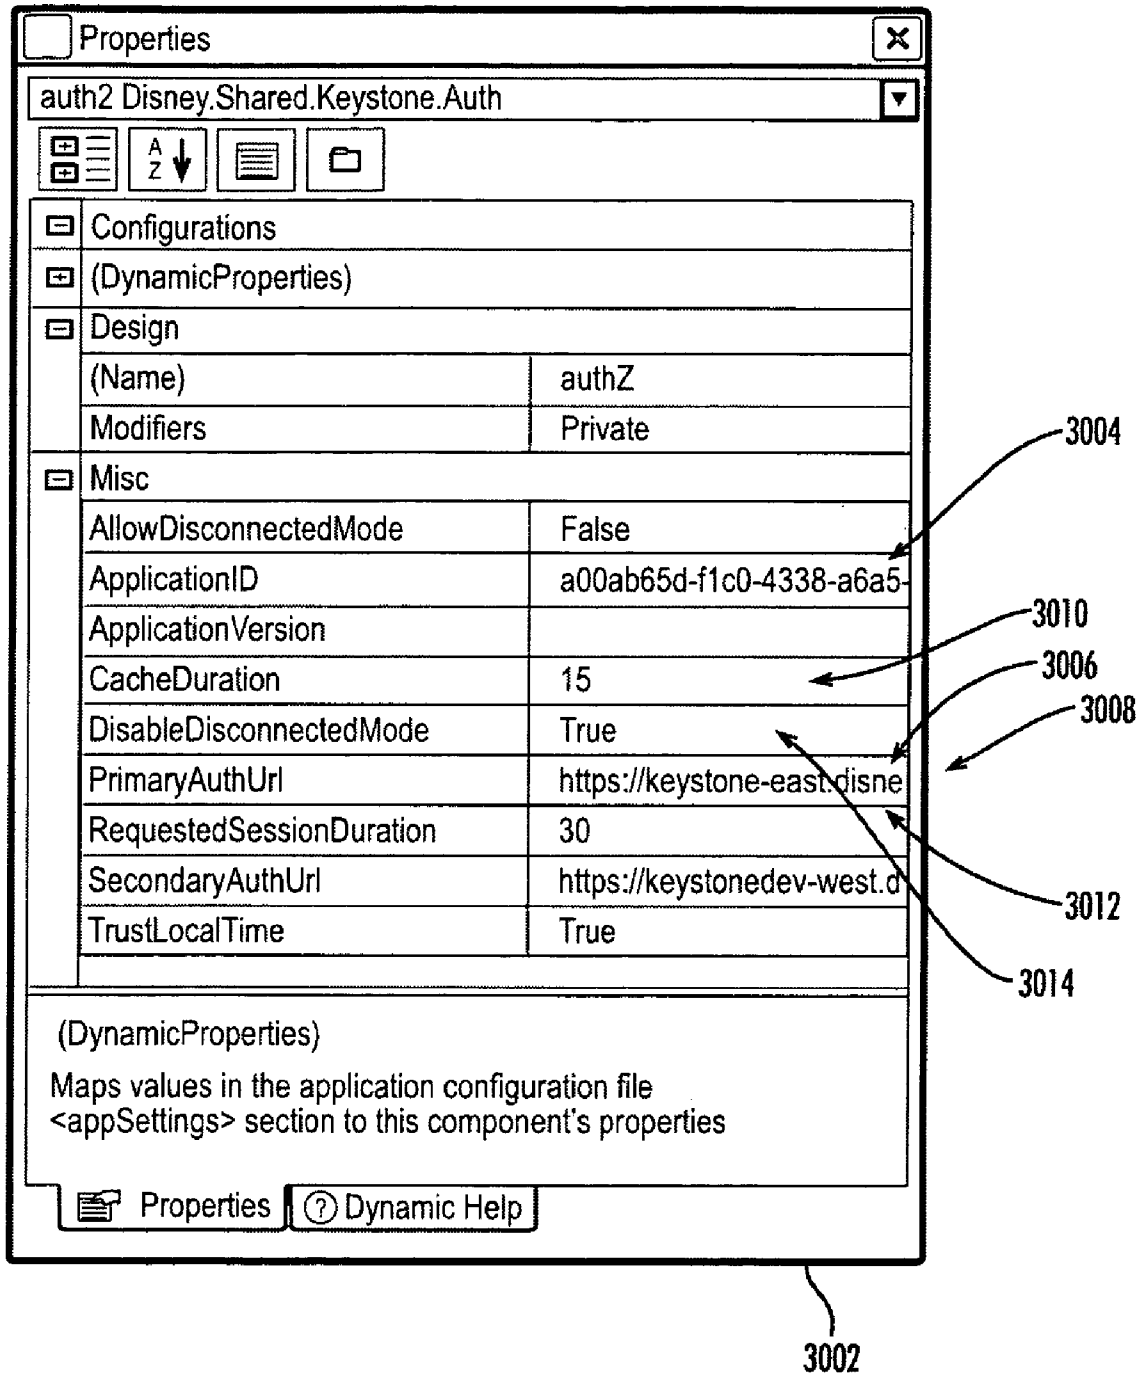 Properties
auth2 Disney.Shared.Keystone.Auth
A
Z
Configurations
(DynamicProperties)
Design
(Name) authZ
Modifiers Private
3004
Misc
AllowDisconnectedMode False
ApplicationID a00ab65d-f1c0-4338-a6a5-
ApplicationVersion
3010
CacheDuration 15
3006
3008
DisableDisconnectedMode True
PrimaryAuthUrl https://keystone-east.disne
RequestedSessionDuration 30
SecondaryAuthUrl https://keystonedev-west.d
3012
TrustLocalTime True
3014
(DynamicProperties)
Maps values in the application configuration file
<appSettings> section to this component's properties
Properties ? Dynamic Help
3002